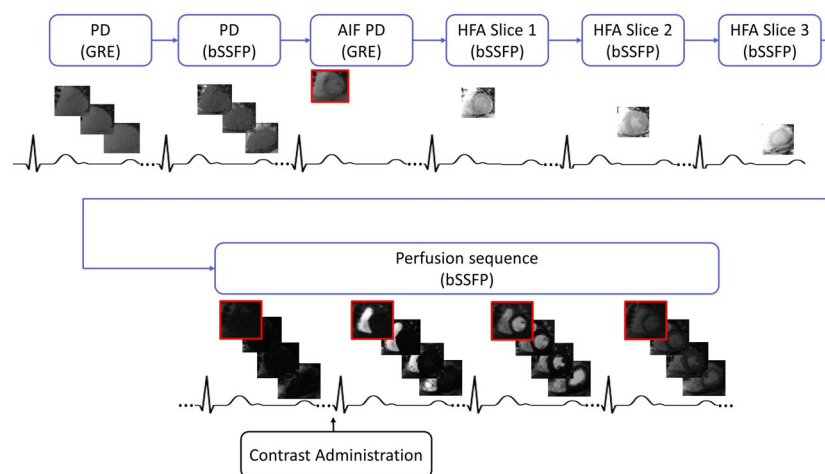 PD
(GRE)
PD
(bSSFP)
AIF PD
(GRE)
HFA Slice 1
(bSSFP)
HFA Slice 2
(bSSFP)
HFA Slice 3
(bSSFP)
Perfusion sequence
(bSSFP)
Contrast Administration